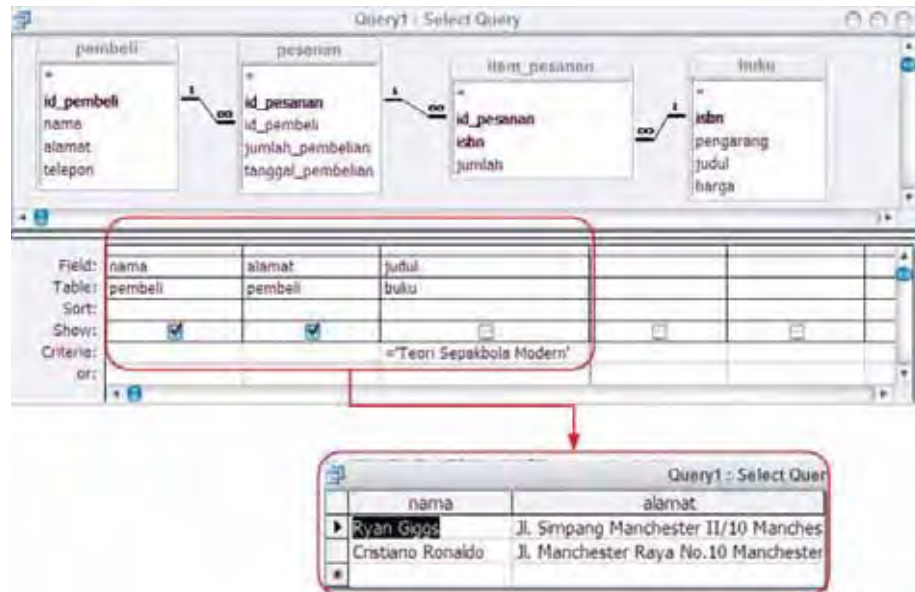 Query1 : Select Query
pembeli
*
id_pembeli
nama
alamat
telepon
1
∞
pesanan
*
id_pesanan
id_pembeli
jumlah_pembelian
tanggal_pembelian
1
∞
item_pesanan
*
id_pesanan
isbn
jumlah
∞
1
buku
*
isbn
pengarang
judul
harga
Field: nama alamat judul
Table: pembeli pembeli buku
Sort:
Show:
Criteria: ='Teori Sepakbola Modern'
or:
Query1 : Select Quer
nama alamat
Ryan Giggs Jl. Simpang Manchester II/10 Manches
Cristiano Ronaldo Jl. Manchester Raya No.10 Manchester
*